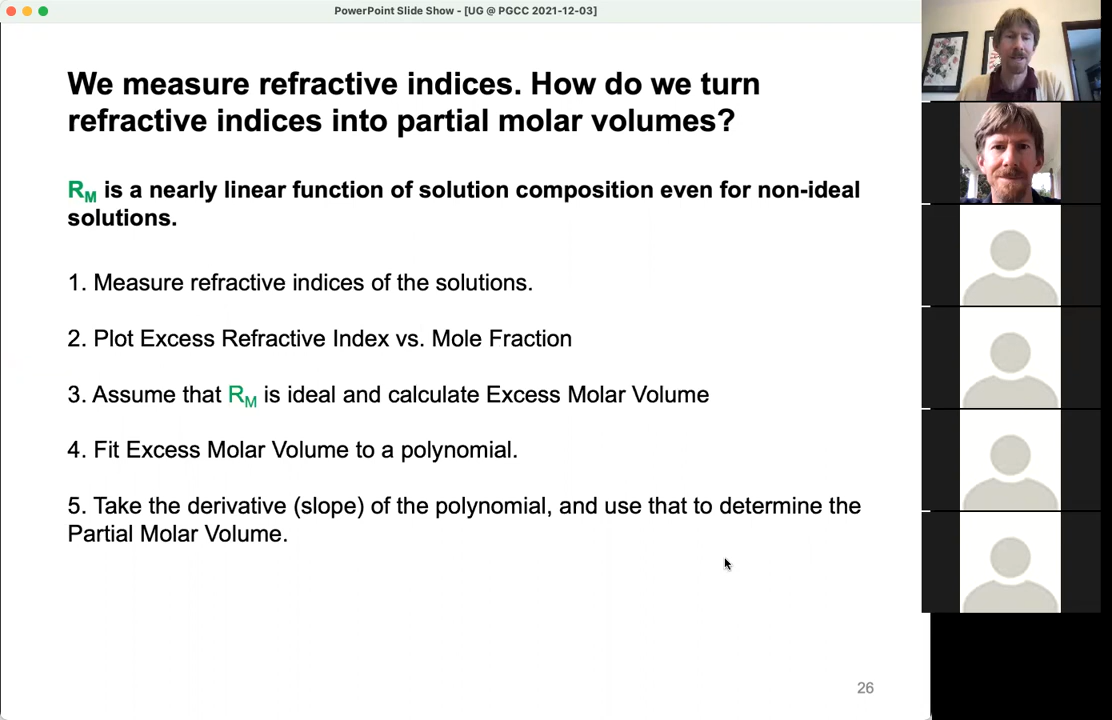 PowerPoint Slide Show - [UG @ PGCC 2021-12-03]
We measure refractive indices. How do we turn
refractive indices into partial molar volumes?
RM is a nearly linear function of solution composition even for non-ideal
solutions.
1. Measure refractive indices of the solutions.
2. Plot Excess Refractive Index vs. Mole Fraction
3. Assume that RM is ideal and calculate Excess Molar Volume
4. Fit Excess Molar Volume to a polynomial.
5. Take the derivative (slope) of the polynomial, and use that to determine the
Partial Molar Volume.
26